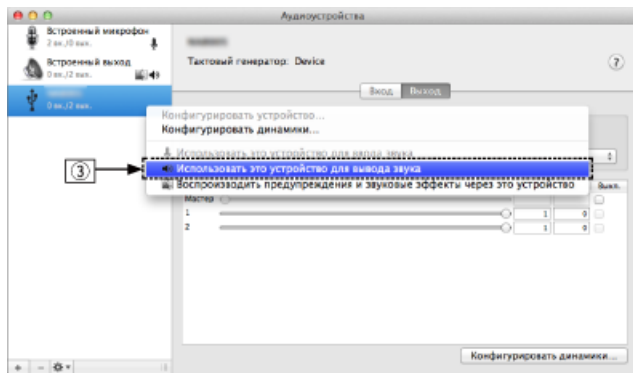 Аудиоустройства
Встроенный микрофон
2 вх./0 вых.
Встроенный выход
0 вх./2 вых.
0 вх./2 вых.
Тактовый генератор: Device
?
Вход Выход
Конфигурировать устройство...
Конфигурировать динамики...
Использовать это устройство для ввода звука
③
Использовать это устройство для вывода звука
Воспроизводить предупреждения и звуковые эффекты через это устройство
Выкл.
Мастер
1 1 0
2 1 0
Конфигурировать динамики...
+ −